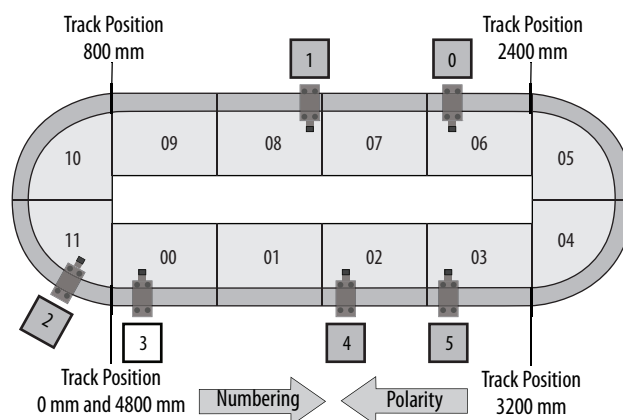 Track Position
800 mm
Track Position
2400 mm
1
0
10
09
08
07
06
05
11
00
01
02
03
04
2
3
4
5
Track Position
0 mm and 4800 mm
Numbering
Polarity
Track Position
3200 mm